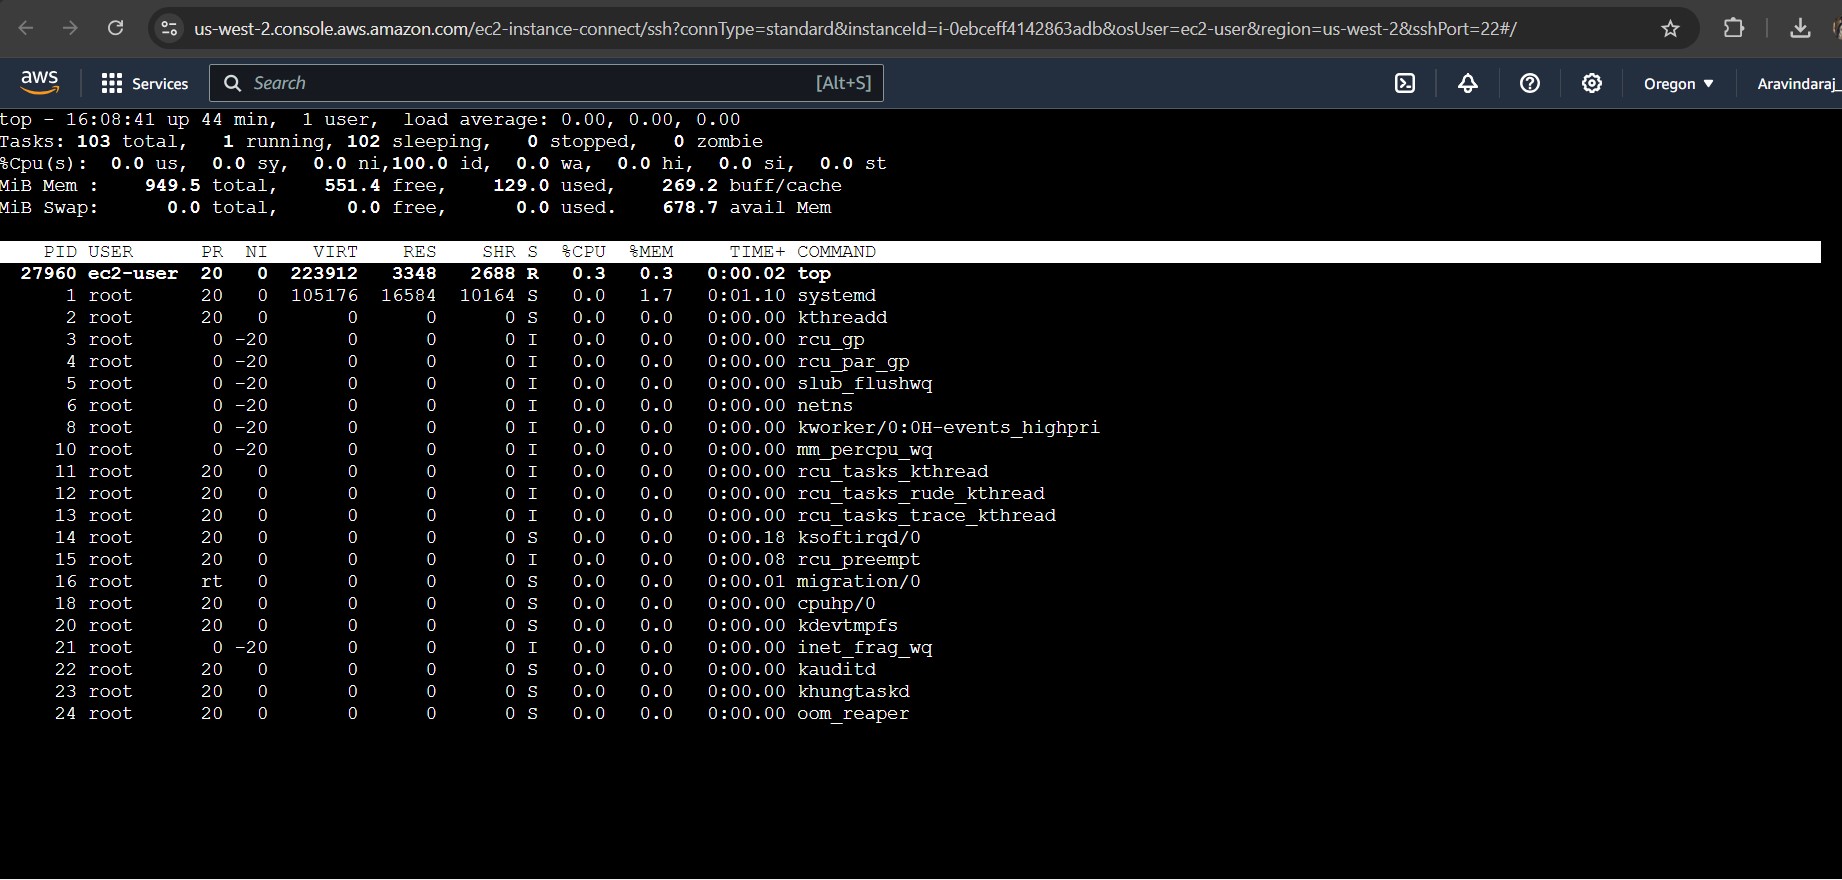 us-west-2.console.aws.amazon.com/ec2-instance-connect/ssh?connType=standard&instanceId=i-0ebceff4142863adb&osUser=ec2-user&region=us-west-2&sshPort=22#/
aws Services Search [Alt+S] Oregon Aravindaraj_
top - 16:08:41 up 44 min,  1 user,  load average: 0.00, 0.00, 0.00
Tasks: 103 total,   1 running, 102 sleeping,   0 stopped,   0 zombie
%Cpu(s):  0.0 us,  0.0 sy,  0.0 ni,100.0 id,  0.0 wa,  0.0 hi,  0.0 si,  0.0 st
MiB Mem :    949.5 total,    551.4 free,    129.0 used,    269.2 buff/cache
MiB Swap:      0.0 total,      0.0 free,      0.0 used.    678.7 avail Mem
PID USER PR NI VIRT RES SHR S %CPU %MEM TIME+ COMMAND
27960 ec2-user 20 0 223912 3348 2688 R 0.3 0.3 0:00.02 top
1 root 20 0 105176 16584 10164 S 0.0 1.7 0:01.10 systemd
2 root 20 0 0 0 0 S 0.0 0.0 0:00.00 kthreadd
3 root 0 -20 0 0 0 I 0.0 0.0 0:00.00 rcu_gp
4 root 0 -20 0 0 0 I 0.0 0.0 0:00.00 rcu_par_gp
5 root 0 -20 0 0 0 I 0.0 0.0 0:00.00 slub_flushwq
6 root 0 -20 0 0 0 I 0.0 0.0 0:00.00 netns
8 root 0 -20 0 0 0 I 0.0 0.0 0:00.00 kworker/0:0H-events_highpri
10 root 0 -20 0 0 0 I 0.0 0.0 0:00.00 mm_percpu_wq
11 root 20 0 0 0 0 I 0.0 0.0 0:00.00 rcu_tasks_kthread
12 root 20 0 0 0 0 I 0.0 0.0 0:00.00 rcu_tasks_rude_kthread
13 root 20 0 0 0 0 I 0.0 0.0 0:00.00 rcu_tasks_trace_kthread
14 root 20 0 0 0 0 S 0.0 0.0 0:00.18 ksoftirqd/0
15 root 20 0 0 0 0 I 0.0 0.0 0:00.08 rcu_preempt
16 root rt 0 0 0 0 S 0.0 0.0 0:00.01 migration/0
18 root 20 0 0 0 0 S 0.0 0.0 0:00.00 cpuhp/0
20 root 20 0 0 0 0 S 0.0 0.0 0:00.00 kdevtmpfs
21 root 0 -20 0 0 0 I 0.0 0.0 0:00.00 inet_frag_wq
22 root 20 0 0 0 0 S 0.0 0.0 0:00.00 kauditd
23 root 20 0 0 0 0 S 0.0 0.0 0:00.00 khungtaskd
24 root 20 0 0 0 0 S 0.0 0.0 0:00.00 oom_reaper